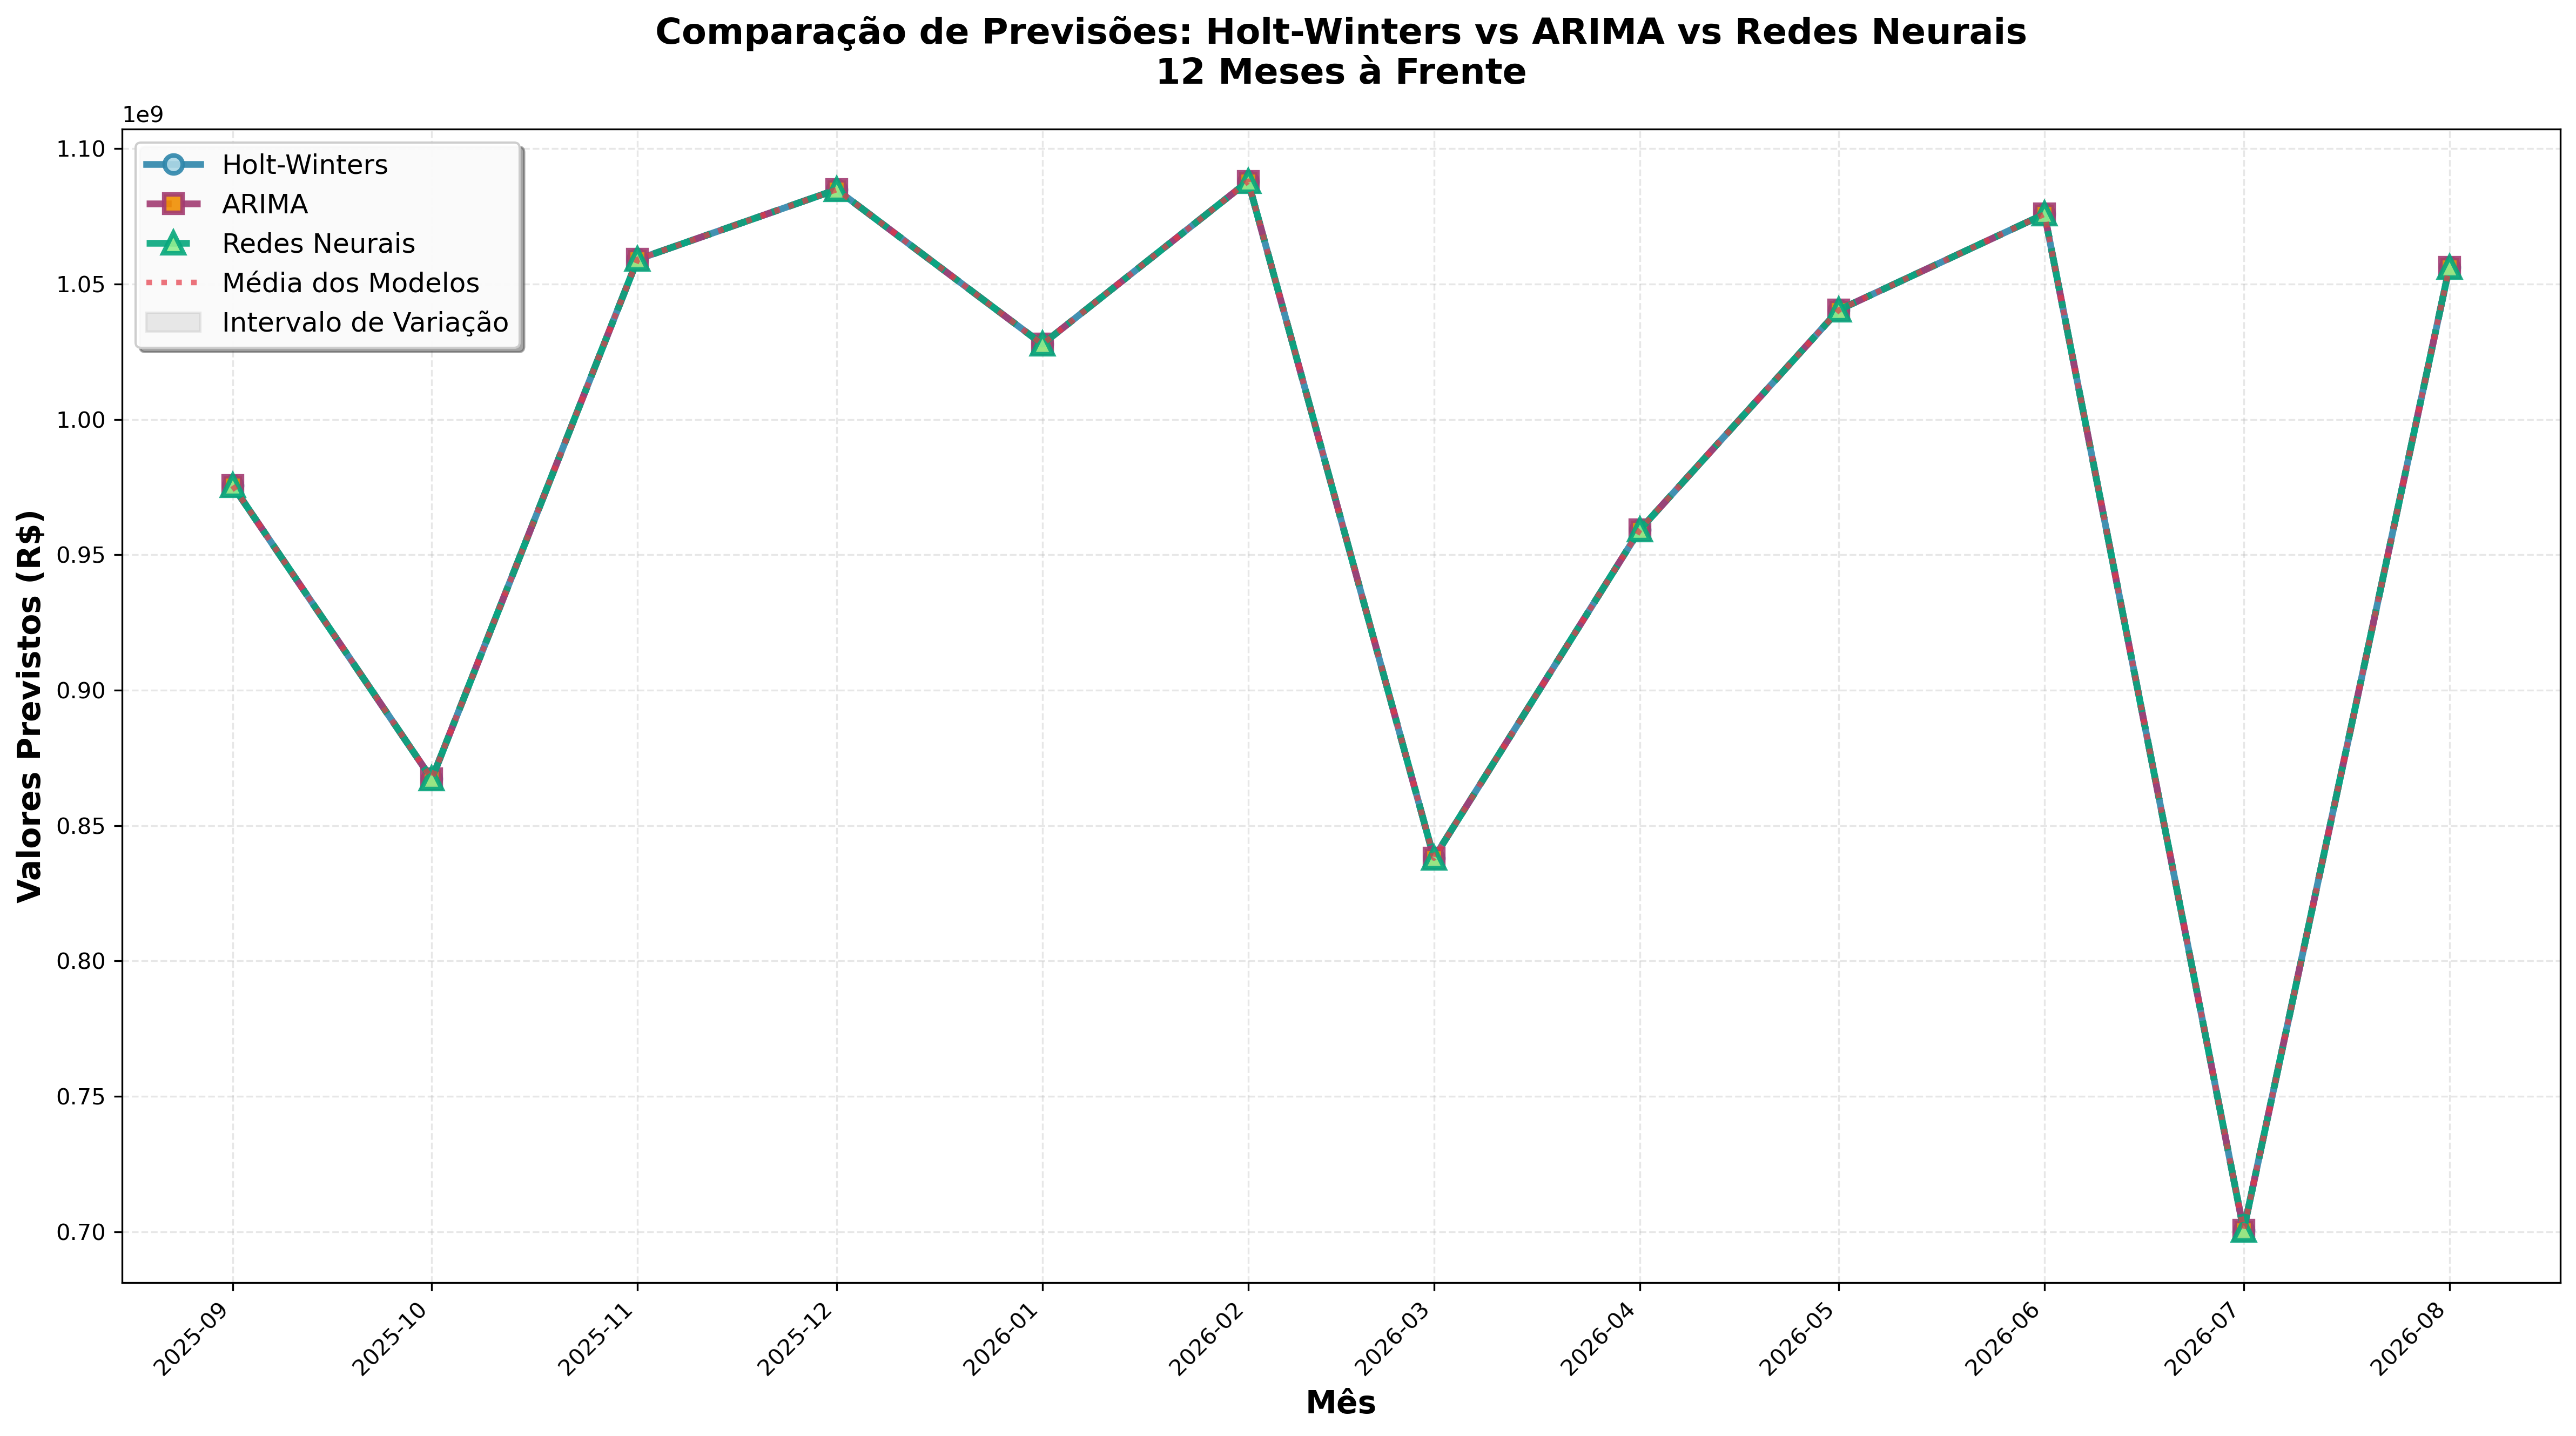 Comparação de Previsões: Holt-Winters vs ARIMA vs Redes Neurais
12 Meses à Frente
1e9
1.10
1.05
1.00
0.95
0.90
0.85
0.80
0.75
0.70
Valores Previstos (R$)
Holt-Winters
ARIMA
Redes Neurais
Média dos Modelos
Intervalo de Variação
2025-09
2025-10
2025-11
2025-12
2026-01
2026-02
2026-03
2026-04
2026-05
2026-06
2026-07
2026-08
Mês